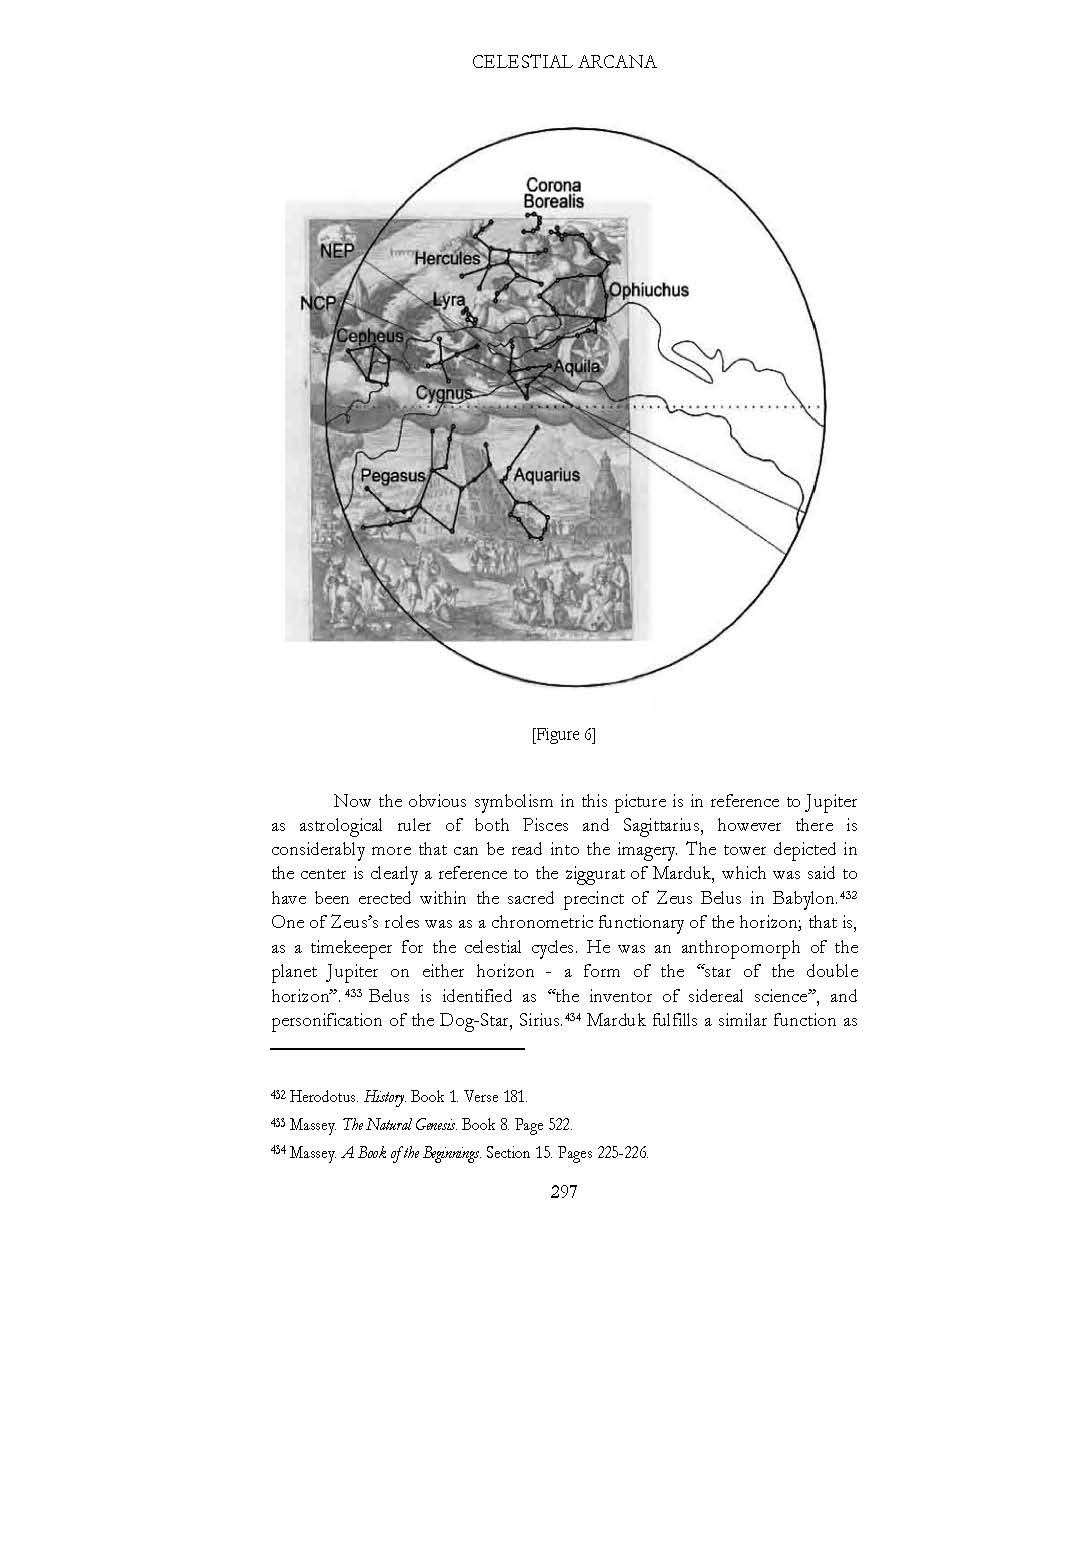 CELESTIAL ARCANA
Corona
Borealis
NEP
Hercules
NCP
Lyra
Ophiuchus
Cepheus
Aquila
Cygnus
Pegasus
Aquarius
[Figure 6]
Now the obvious symbolism in this picture is in reference to Jupiter
as astrological ruler of both Pisces and Sagittarius, however there is
considerably more that can be read into the imagery. The tower depicted in
the center is clearly a reference to the ziggurat of Marduk, which was said to
have been erected within the sacred precinct of Zeus Belus in Babylon.432
One of Zeus’s roles was as a chronometric functionary of the horizon; that is,
as a timekeeper for the celestial cycles. He was an anthropomorph of the
planet Jupiter on either horizon - a form of the “star of the double
horizon”.433 Belus is identified as “the inventor of sidereal science”, and
personification of the Dog-Star, Sirius.434 Marduk fulfills a similar function as
432 Herodotus. History. Book 1. Verse 181.
433 Massey. The Natural Genesis. Book 8. Page 522.
434 Massey. A Book of the Beginnings. Section 15. Pages 225-226.
297